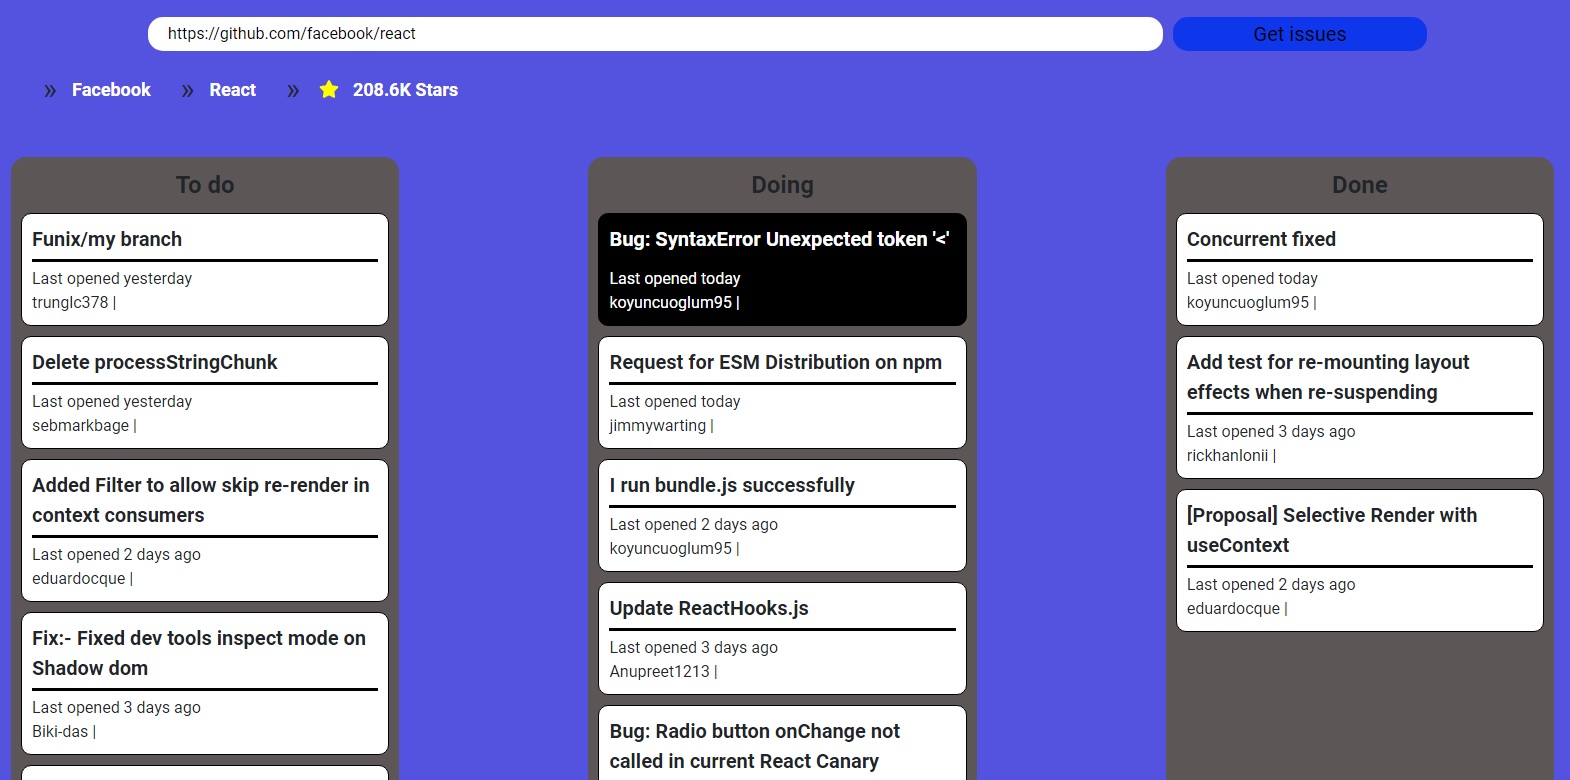 https://github.com/facebook/react
Get issues
» Facebook » React » 208.6K Stars
To do
Funix/my branch
Last opened yesterday
trunglc378 |
Delete processStringChunk
Last opened yesterday
sebmarkbage |
Added Filter to allow skip re-render in
context consumers
Last opened 2 days ago
eduardocque |
Fix:- Fixed dev tools inspect mode on
Shadow dom
Last opened 3 days ago
Biki-das |
Doing
Bug: SyntaxError Unexpected token '<'
Last opened today
koyuncuoglum95 |
Request for ESM Distribution on npm
Last opened today
jimmywarting |
I run bundle.js successfully
Last opened 2 days ago
koyuncuoglum95 |
Update ReactHooks.js
Last opened 3 days ago
Anupreet1213 |
Bug: Radio button onChange not
called in current React Canary
Done
Concurrent fixed
Last opened today
koyuncuoglum95 |
Add test for re-mounting layout
effects when re-suspending
Last opened 3 days ago
rickhanlonii |
[Proposal] Selective Render with
useContext
Last opened 2 days ago
eduardocque |